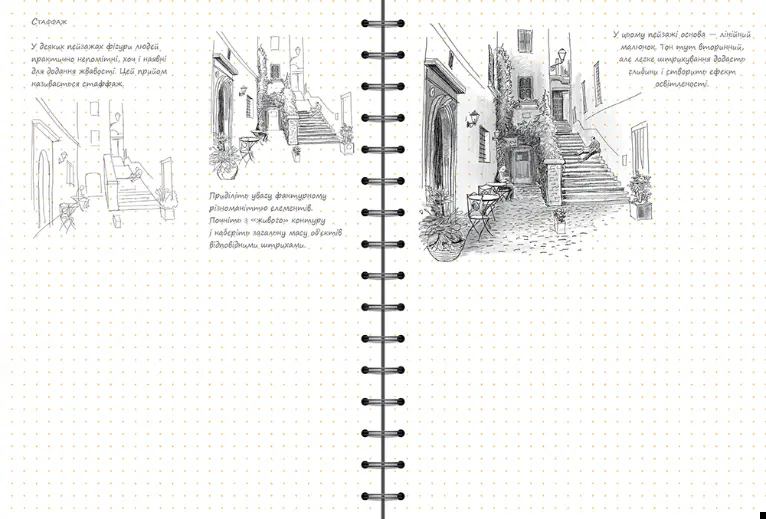 Стаффаж
У деяких пейзажах фігури людей
практично непомітні, хоч і наявні
для додання жвавості. Цей прийом
називається стаффаж.
Приділіть увагу фактурному
різноманіттю елементів.
Почніть з «живого» контуру
і наберіть загальну масу об'єктів
відповідними штрихами.
У цьому пейзажі основа — лінійний
малюнок. Тон тут вторинний,
але легке штрихування додасть
глибини і створить ефект
освітленості.